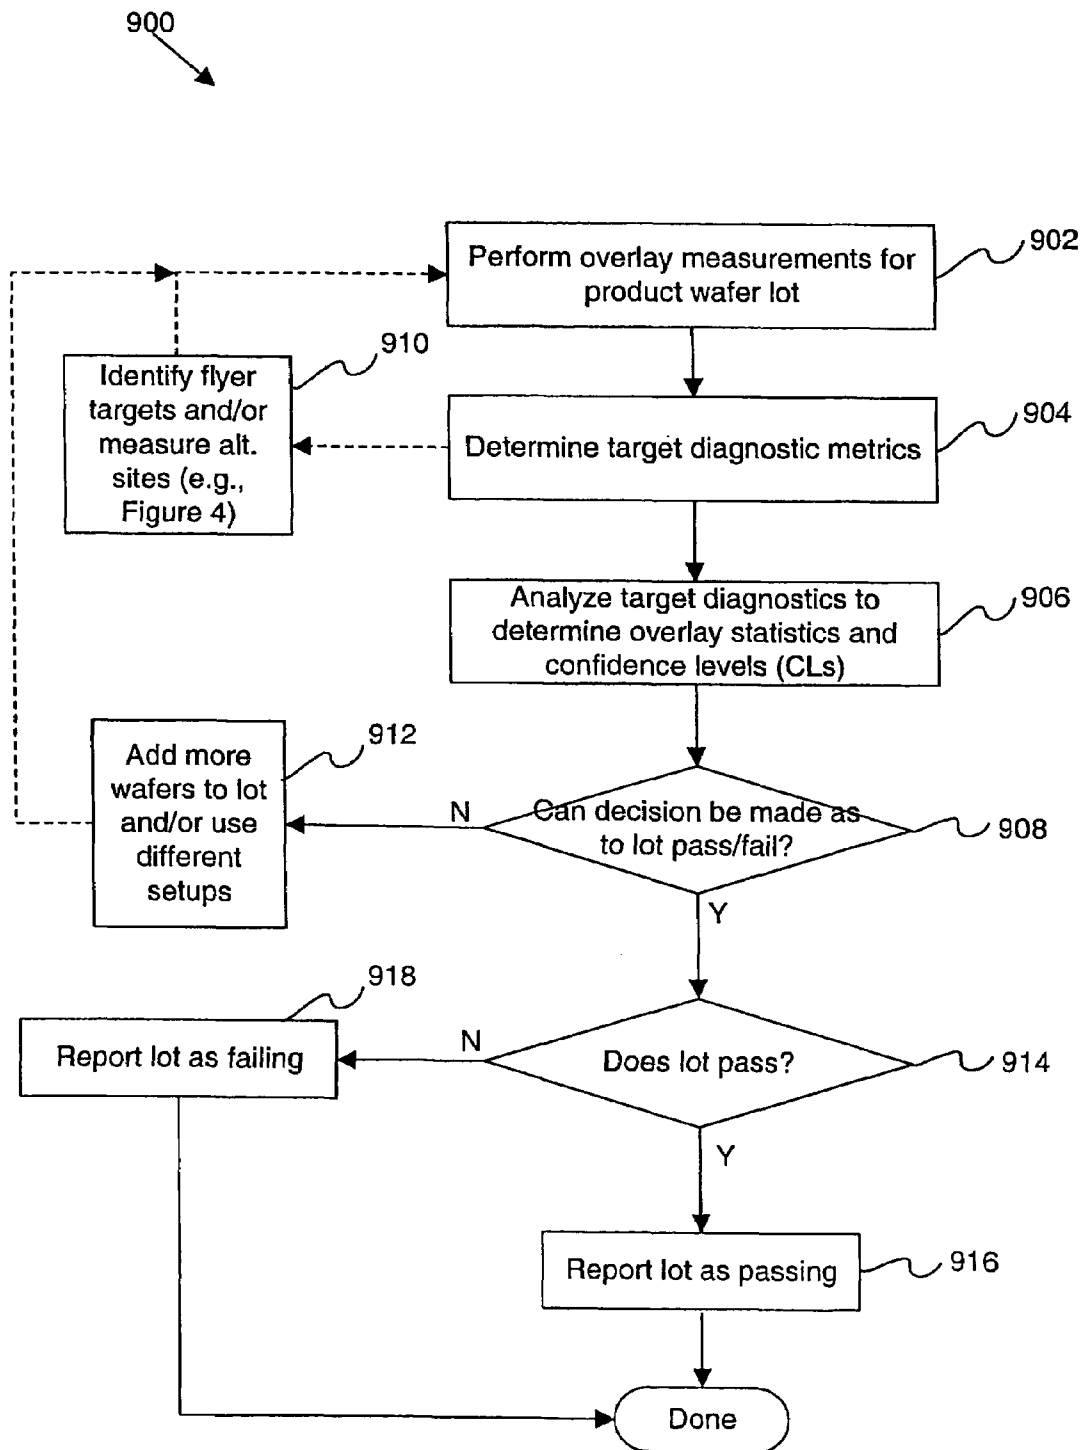 900
Perform overlay measurements for
product wafer lot
902
910
Identify flyer
targets and/or
measure alt.
sites (e.g.,
Figure 4)
Determine target diagnostic metrics
904
Analyze target diagnostics to
determine overlay statistics and
confidence levels (CLs)
906
912
Add more
wafers to lot
and/or use
different
setups
N
Can decision be made as
to lot pass/fail?
908
Y
918
Report lot as failing
N
Does lot pass?
914
Y
Report lot as passing
916
Done